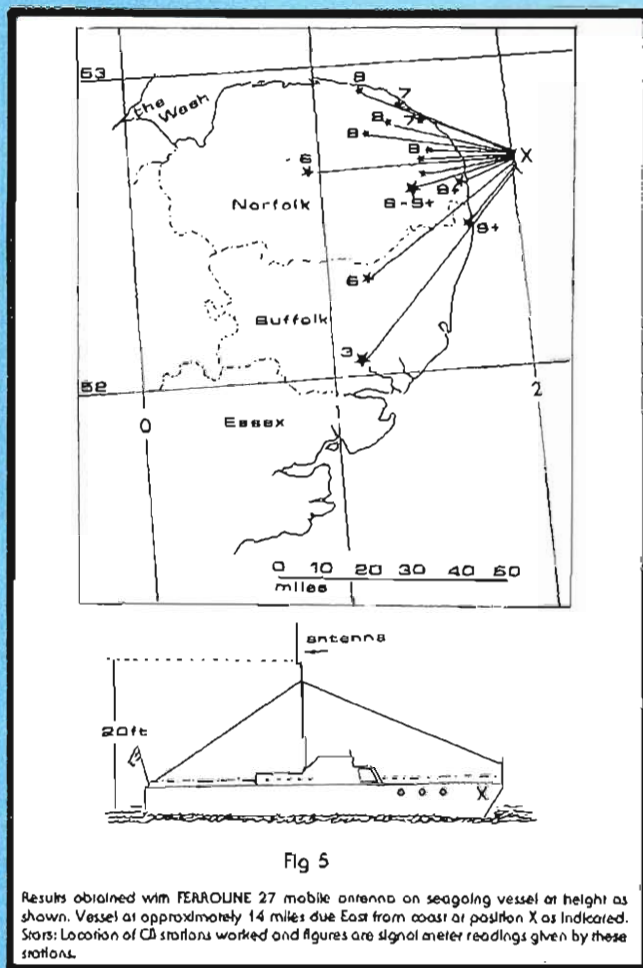 53
8
7
the Wash
8
7
8
8
X
6
Norfolk
8+
8-9+
9+
6
Suffolk
3
52
2
0
Essex
0 10 20 30 40 50
miles
antenna
20ft
X
Fig 5
Results obtained with FERROLINE 27 mobile antenna on seagoing vessel at height as
shown. Vessel at approximately 14 miles due East from coast at position X as indicated.
Stars: Location of CB stations worked and figures are signal meter readings given by these
stations.